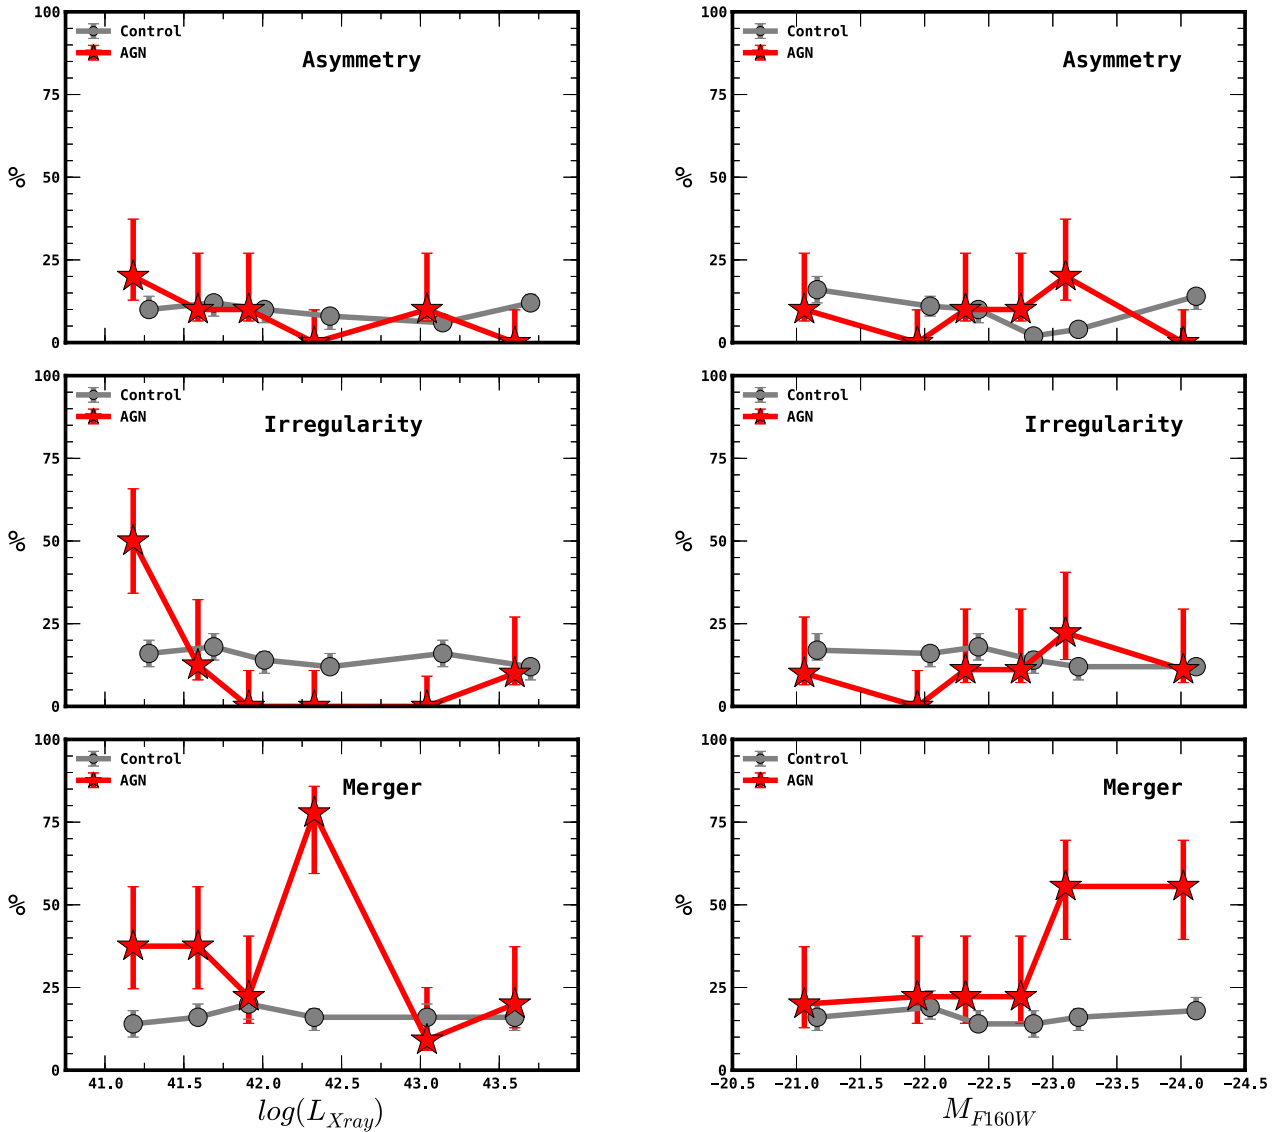 100
75
50
25
0
%
Control
AGN
Asymmetry
100
75
50
25
0
%
Control
AGN
Asymmetry
100
75
50
25
0
%
Control
AGN
Irregularity
100
75
50
25
0
%
Control
AGN
Irregularity
100
75
50
25
0
%
Control
AGN
Merger
41.0 41.5 42.0 42.5 43.0 43.5
log(L_Xray)
100
75
50
25
0
%
Control
AGN
Merger
−20.5 −21.0 −21.5 −22.0 −22.5 −23.0 −23.5 −24.0 −24.5
M_F160W